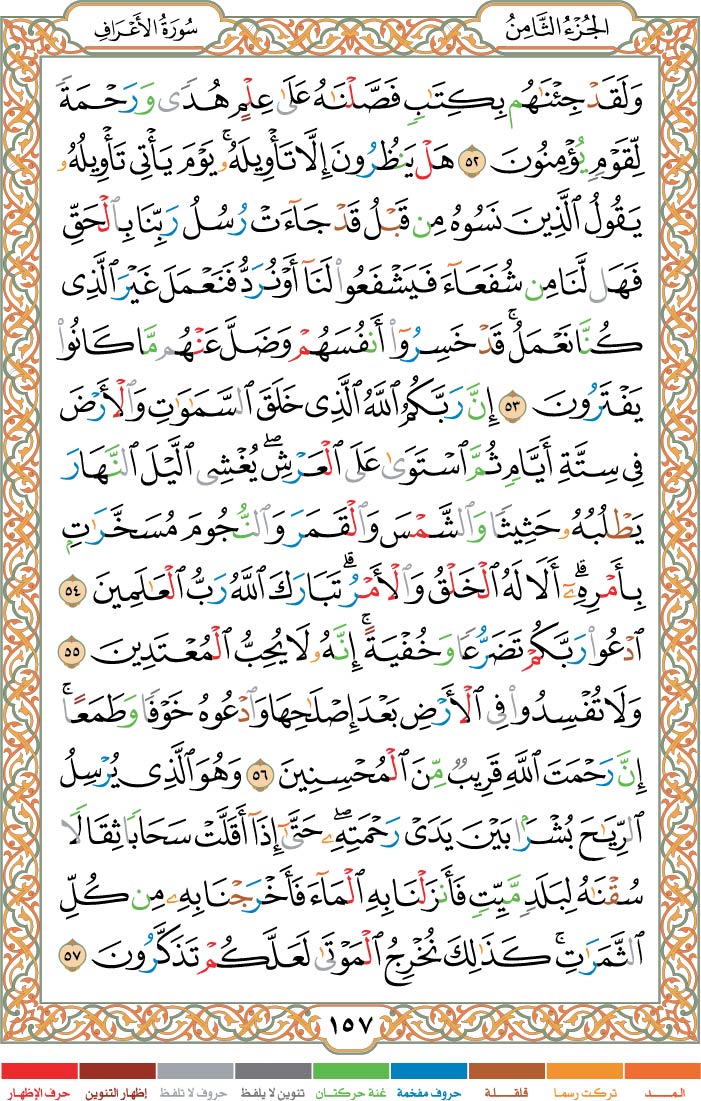 الجُزْءُ الثَّامِنُ
سُورَةُ الأَعْرَافِ
وَلَقَدْ جِئْنَٰهُم بِكِتَٰبٍ فَصَّلْنَٰهُ عَلَىٰ عِلْمٍ هُدًى وَرَحْمَةً
لِّقَوْمٍ يُؤْمِنُونَ ٥٢ هَلْ يَنظُرُونَ إِلَّا تَأْوِيلَهُۥ ۚ يَوْمَ يَأْتِى تَأْوِيلُهُۥ
يَقُولُ ٱلَّذِينَ نَسُوهُ مِن قَبْلُ قَدْ جَآءَتْ رُسُلُ رَبِّنَا بِٱلْحَقِّ
فَهَل لَّنَا مِن شُفَعَآءَ فَيَشْفَعُوا۟ لَنَآ أَوْ نُرَدُّ فَنَعْمَلَ غَيْرَ ٱلَّذِى
كُنَّا نَعْمَلُ ۚ قَدْ خَسِرُوٓا۟ أَنفُسَهُمْ وَضَلَّ عَنْهُم مَّا كَانُوا۟
يَفْتَرُونَ ٥٣ إِنَّ رَبَّكُمُ ٱللَّهُ ٱلَّذِى خَلَقَ ٱلسَّمَٰوَٰتِ وَٱلْأَرْضَ
فِى سِتَّةِ أَيَّامٍ ثُمَّ ٱسْتَوَىٰ عَلَى ٱلْعَرْشِ ۖ يُغْشِى ٱلَّيْلَ ٱلنَّهَارَ
يَطْلُبُهُۥ حَثِيثًا وَٱلشَّمْسَ وَٱلْقَمَرَ وَٱلنُّجُومَ مُسَخَّرَٰتٍۭ
بِأَمْرِهِۦٓ ۗ أَلَا لَهُ ٱلْخَلْقُ وَٱلْأَمْرُ ۗ تَبَارَكَ ٱللَّهُ رَبُّ ٱلْعَٰلَمِينَ ٥٤
ٱدْعُوا۟ رَبَّكُمْ تَضَرُّعًا وَخُفْيَةً ۚ إِنَّهُۥ لَا يُحِبُّ ٱلْمُعْتَدِينَ ٥٥
وَلَا تُفْسِدُوا۟ فِى ٱلْأَرْضِ بَعْدَ إِصْلَٰحِهَا وَٱدْعُوهُ خَوْفًا وَطَمَعًا ۚ
إِنَّ رَحْمَتَ ٱللَّهِ قَرِيبٌ مِّنَ ٱلْمُحْسِنِينَ ٥٦ وَهُوَ ٱلَّذِى يُرْسِلُ
ٱلرِّيَٰحَ بُشْرًۢا بَيْنَ يَدَىْ رَحْمَتِهِۦ ۖ حَتَّىٰٓ إِذَآ أَقَلَّتْ سَحَابًا ثِقَالًا
سُقْنَٰهُ لِبَلَدٍ مَّيِّتٍ فَأَنزَلْنَا بِهِ ٱلْمَآءَ فَأَخْرَجْنَا بِهِۦ مِن كُلِّ
ٱلثَّمَرَٰتِ ۚ كَذَٰلِكَ نُخْرِجُ ٱلْمَوْتَىٰ لَعَلَّكُمْ تَذَكَّرُونَ ٥٧
١٥٧
المــــد تركت رسما قلقـــلة حروف مفخمة غنة حركتـان تنوين لا يلفظ حروف لا تلفظ إظهار التنوين حرف الإظهار